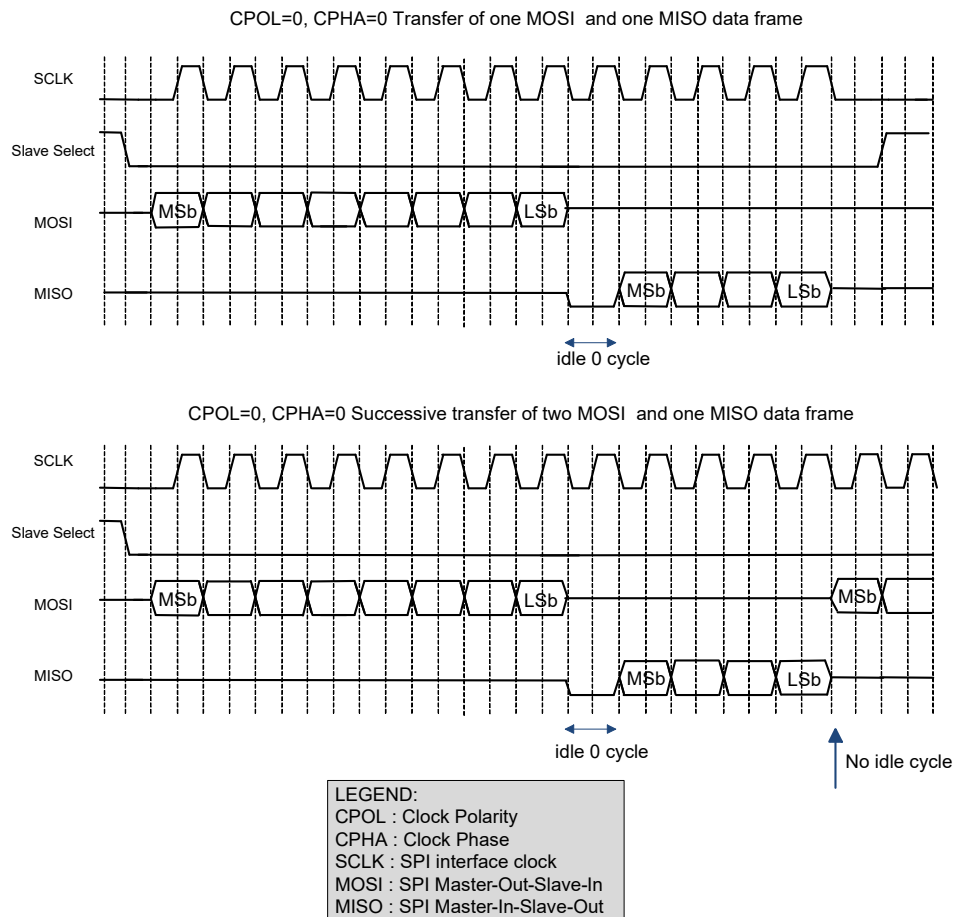 CPOL=0, CPHA=0 Transfer of one MOSI and one MISO data frame
SCLK
Slave Select
MOSI
MSb
LSb
MISO
MSb
LSb
idle 0 cycle
CPOL=0, CPHA=0 Successive transfer of two MOSI and one MISO data frame
SCLK
Slave Select
MOSI
MSb
LSb
MSb
MISO
MSb
LSb
idle 0 cycle
No idle cycle
LEGEND:
CPOL : Clock Polarity
CPHA : Clock Phase
SCLK : SPI interface clock
MOSI : SPI Master-Out-Slave-In
MISO : SPI Master-In-Slave-Out